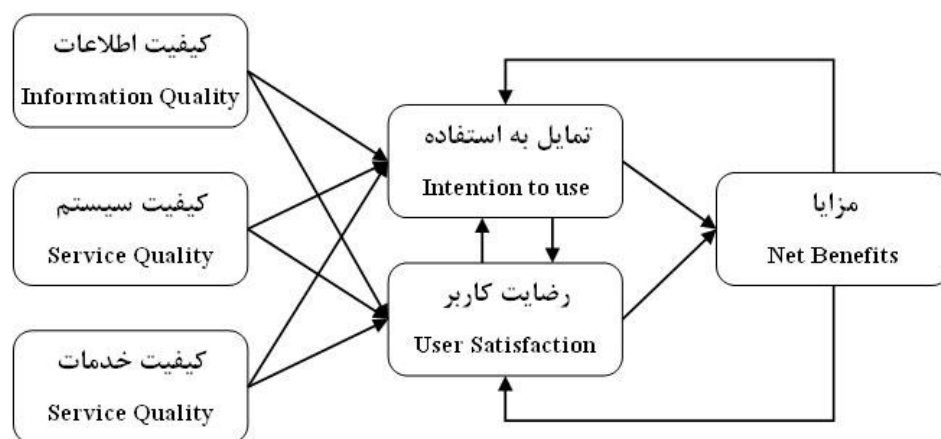 کیفیت اطلاعات
Information Quality
کیفیت سیستم
Service Quality
کیفیت خدمات
Service Quality
تمایل به استفاده
Intention to use
رضایت کاربر
User Satisfaction
مزایا
Net Benefits